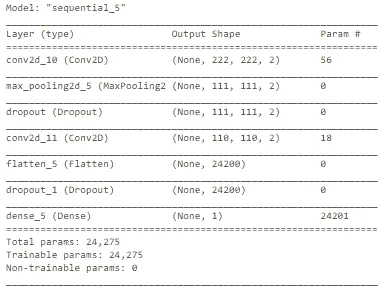 Model: "sequential_5"
Layer (type) Output Shape Param #
conv2d_10 (Conv2D) (None, 222, 222, 2) 56
max_pooling2d_5 (MaxPooling2 (None, 111, 111, 2) 0
dropout (Dropout) (None, 111, 111, 2) 0
conv2d_11 (Conv2D) (None, 110, 110, 2) 18
flatten_5 (Flatten) (None, 24200) 0
dropout_1 (Dropout) (None, 24200) 0
dense_5 (Dense) (None, 1) 24201
Total params: 24,275
Trainable params: 24,275
Non-trainable params: 0